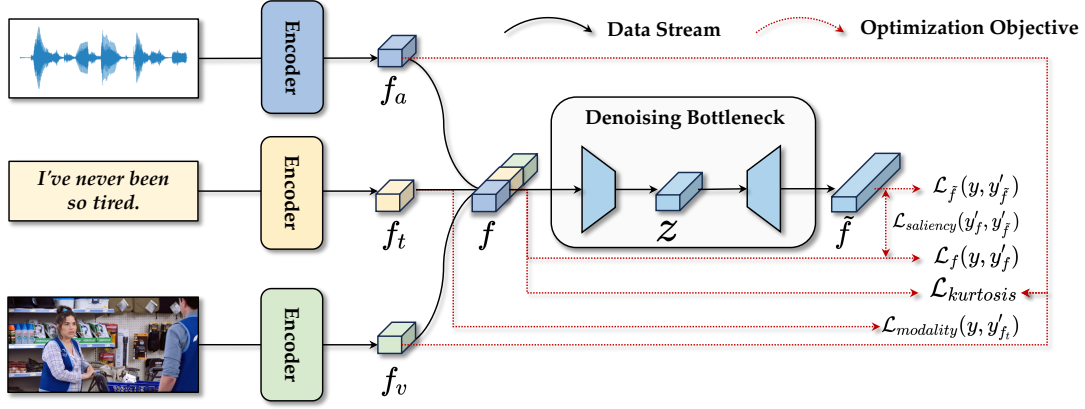 Data Stream
Optimization Objective
Encoder
f_a
Denoising Bottleneck
I've never been
so tired.
Encoder
f_t
f
z
f̃
ℒ_f̃(y, y'_f̃)
ℒ_saliency(y'_f, y'_f̃)
ℒ_f(y, y'_f)
ℒ_kurtosis
ℒ_modality(y, y'_{f_t})
Encoder
f_v